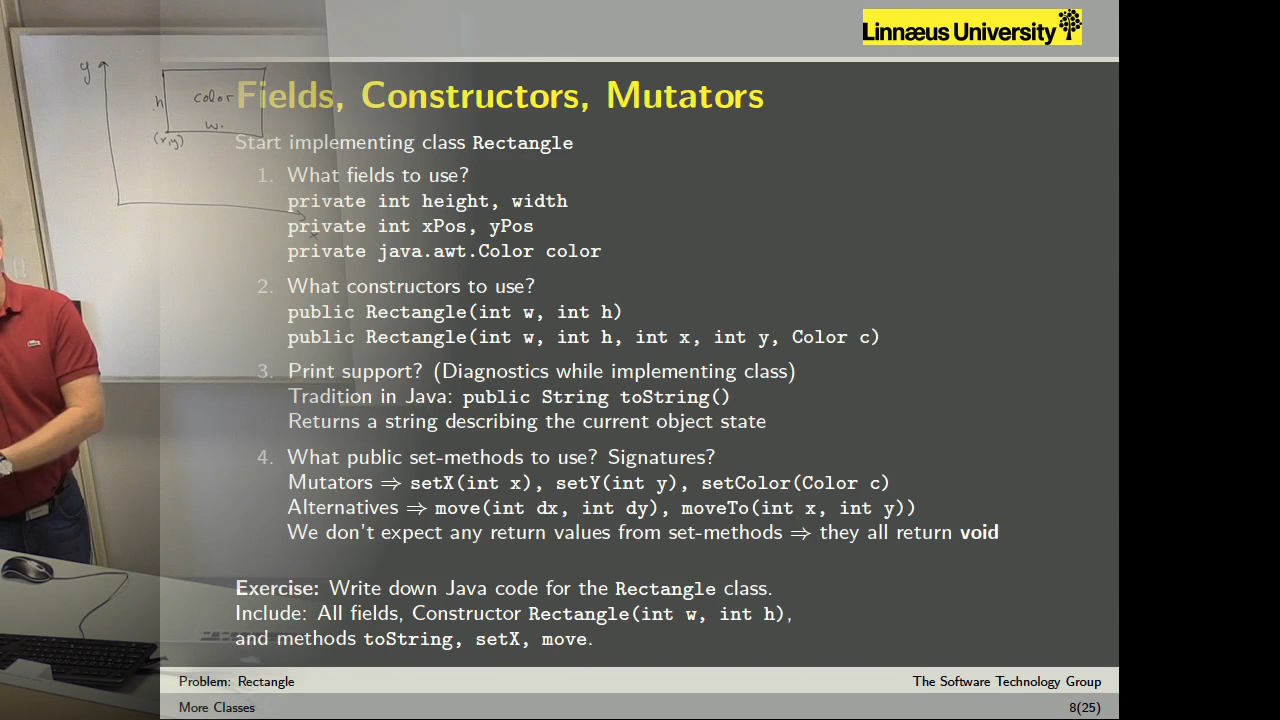 Linnæus University
y
h
color
w.
(x,y)
x
Fields, Constructors, Mutators
Start implementing class Rectangle
1. What fields to use?
private int height, width
private int xPos, yPos
private java.awt.Color color
2. What constructors to use?
public Rectangle(int w, int h)
public Rectangle(int w, int h, int x, int y, Color c)
3. Print support? (Diagnostics while implementing class)
Tradition in Java: public String toString()
Returns a string describing the current object state
4. What public set-methods to use? Signatures?
Mutators ⇒ setX(int x), setY(int y), setColor(Color c)
Alternatives ⇒ move(int dx, int dy), moveTo(int x, int y))
We don't expect any return values from set-methods ⇒ they all return void
Exercise: Write down Java code for the Rectangle class.
Include: All fields, Constructor Rectangle(int w, int h),
and methods toString, setX, move.
Problem: Rectangle
The Software Technology Group
More Classes
8(25)